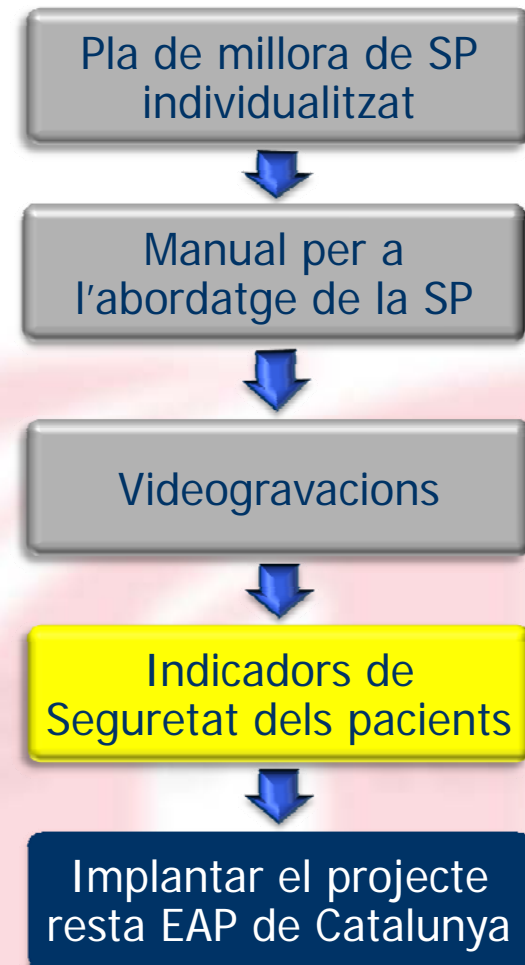 Pla de millora de SP
individualitzat
Manual per a
l'abordatge de la SP
Videogravacions
Indicadors de
Seguretat dels pacients
Implantar el projecte
resta EAP de Catalunya